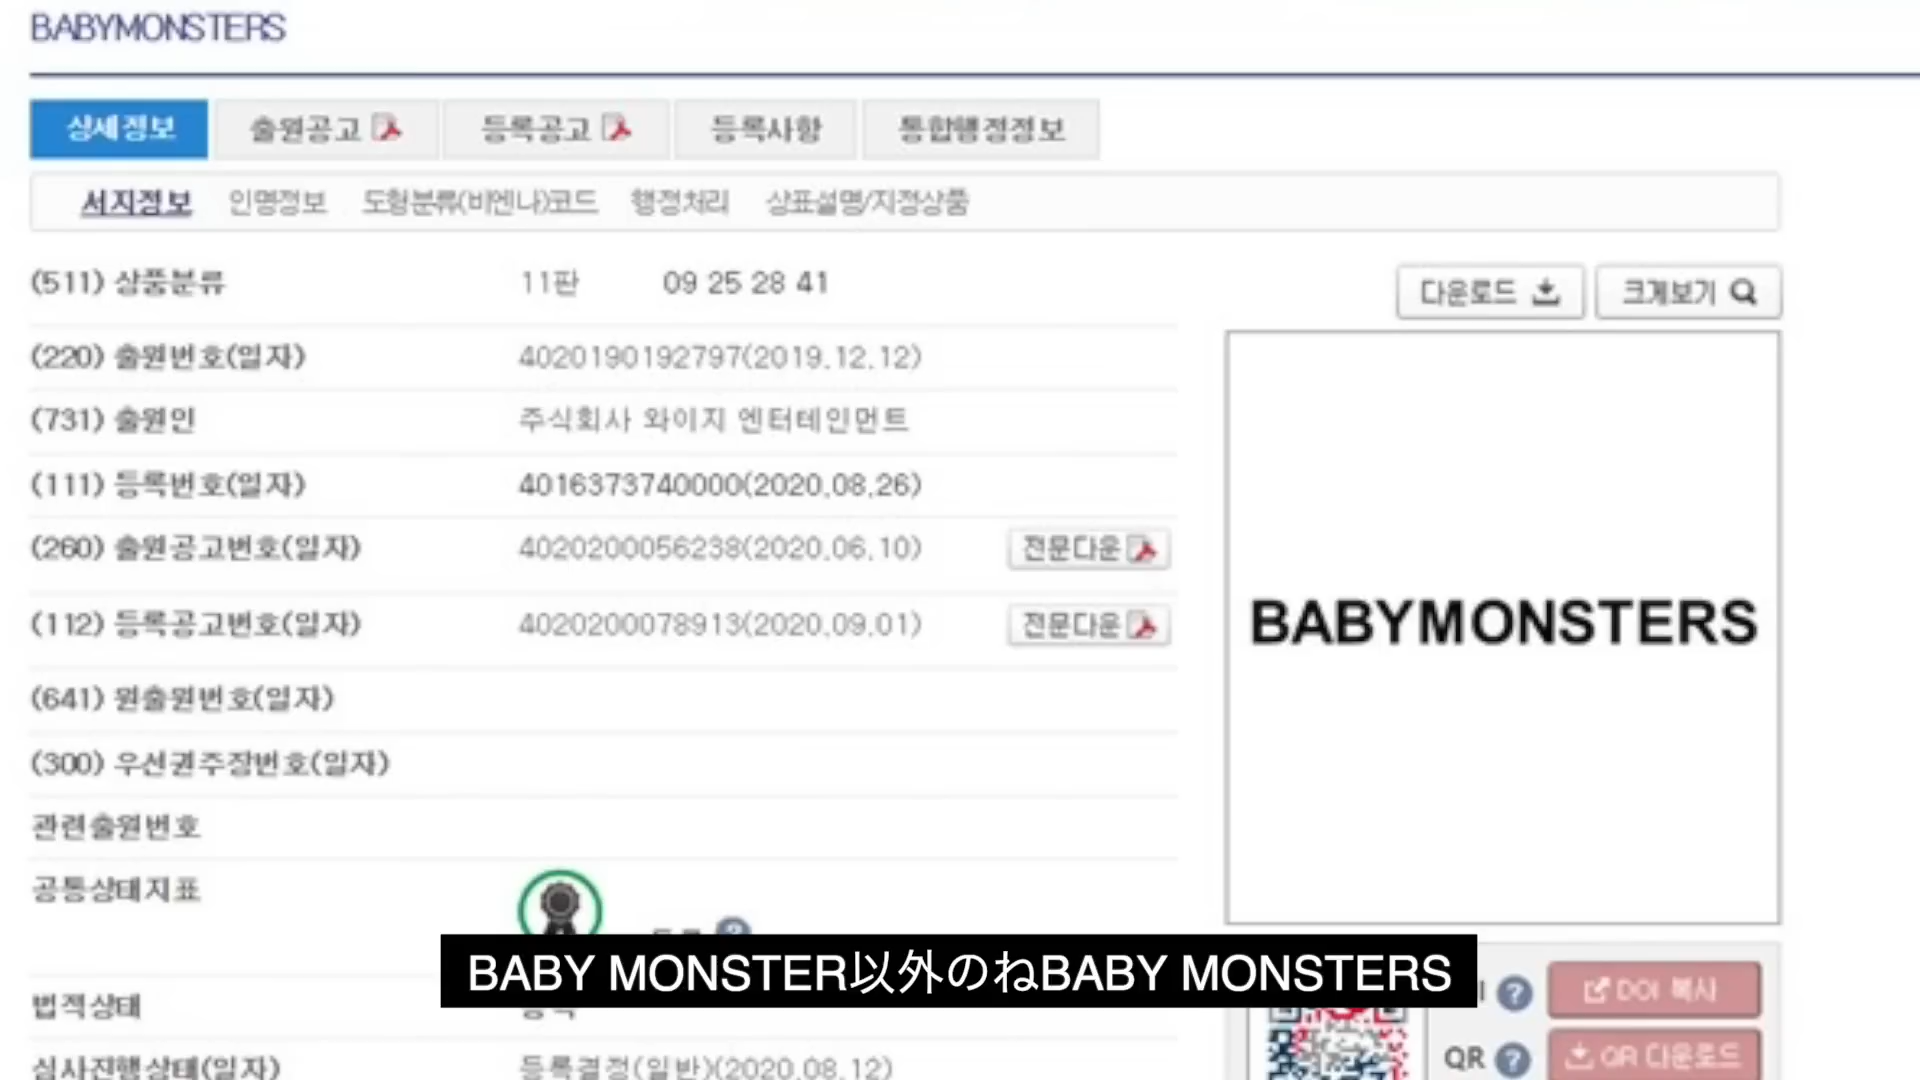 BABYMONSTERS
상세정보 출원공고 등록공고 등록사항 통합행정정보
서지정보 인명정보 도형분류(비엔나)코드 행정처리 상표설명/지정상품
(511) 상품분류 11판 09 25 28 41
다운로드 크게보기
(220) 출원번호(일자) 4020190192797(2019.12.12)
(731) 출원인 주식회사 와이지 엔터테인먼트
(111) 등록번호(일자) 4016373740000(2020.08.26)
(260) 출원공고번호(일자) 4020200056238(2020.06.10) 전문다운
BABYMONSTERS
(112) 등록공고번호(일자) 4020200078913(2020.09.01) 전문다운
(641) 원출원번호(일자)
(300) 우선권주장번호(일자)
관련출원번호
공통상태지표
BABY MONSTER以外のねBABY MONSTERS
법적상태
DOI 복사
심사진행상태(일자) 등록결정(일반)(2020.08.12)
QR QR 다운로드